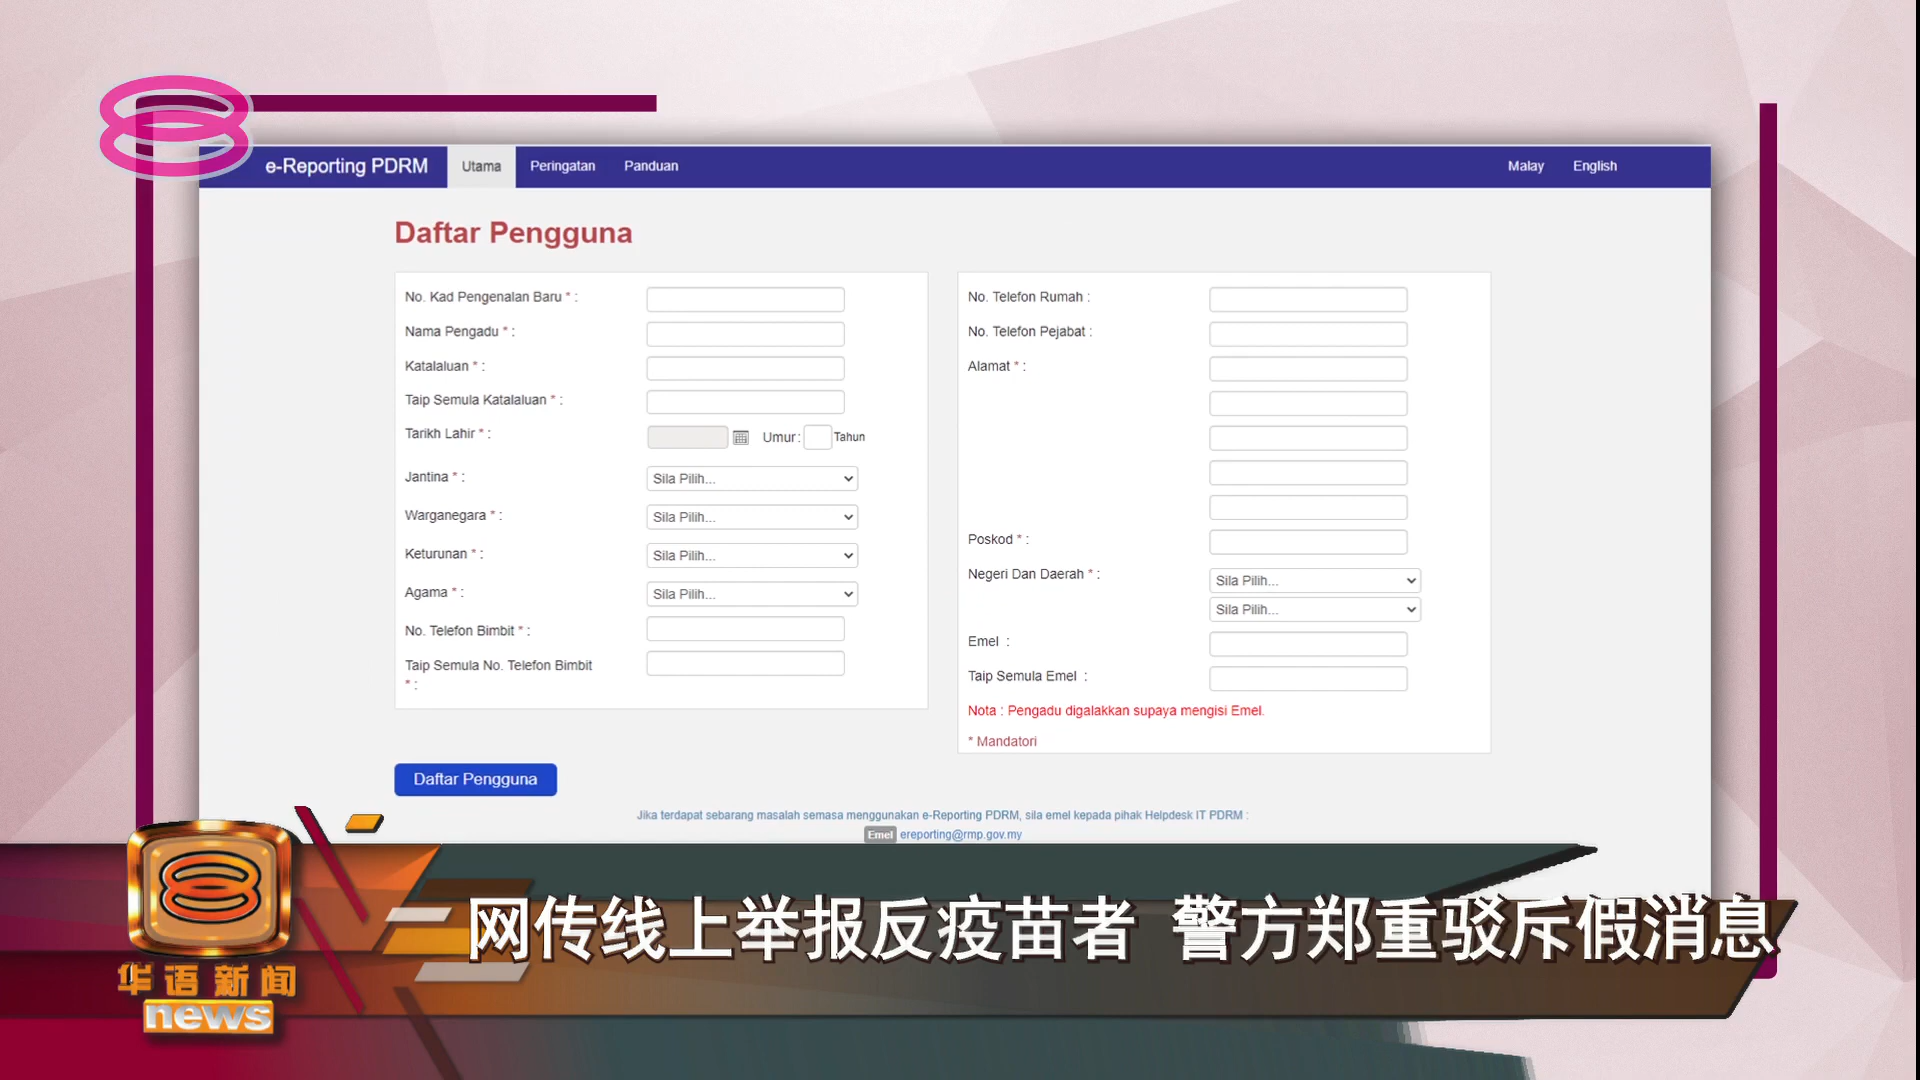 e-Reporting PDRM Utama Peringatan Panduan Malay English
Daftar Pengguna
No. Kad Pengenalan Baru * :
Nama Pengadu * :
Katalaluan * :
Taip Semula Katalaluan * :
Tarikh Lahir * : Umur : Tahun
Jantina * : Sila Pilih...
Warganegara * : Sila Pilih...
Keturunan * : Sila Pilih...
Agama * : Sila Pilih...
No. Telefon Bimbit * :
Taip Semula No. Telefon Bimbit
* :
No. Telefon Rumah :
No. Telefon Pejabat :
Alamat * :
Poskod * :
Negeri Dan Daerah * : Sila Pilih...
Sila Pilih...
Emel :
Taip Semula Emel :
Nota : Pengadu digalakkan supaya mengisi Emel.
* Mandatori
Daftar Pengguna
Jika terdapat sebarang masalah semasa menggunakan e-Reporting PDRM, sila emel kepada pihak Helpdesk IT PDRM :
Emel ereporting@rmp.gov.my
网传线上举报反疫苗者 警方郑重驳斥假消息
华语新闻
news